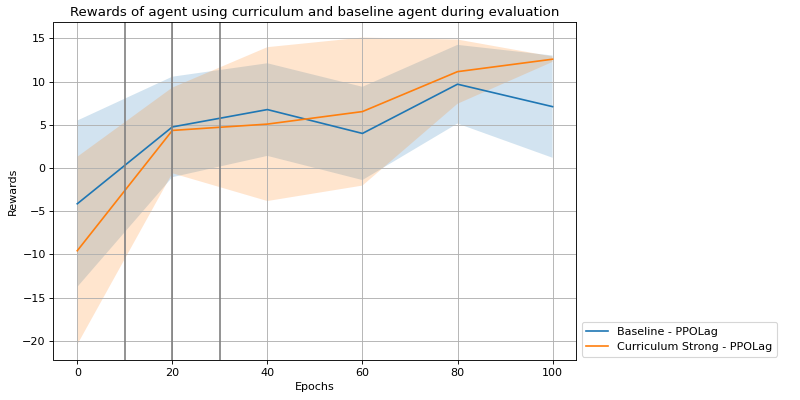 Rewards of agent using curriculum and baseline agent during evaluation
15
10
5
0
−5
−10
−15
−20
Rewards
0 20 40 60 80 100
Epochs
Baseline - PPOLag
Curriculum Strong - PPOLag